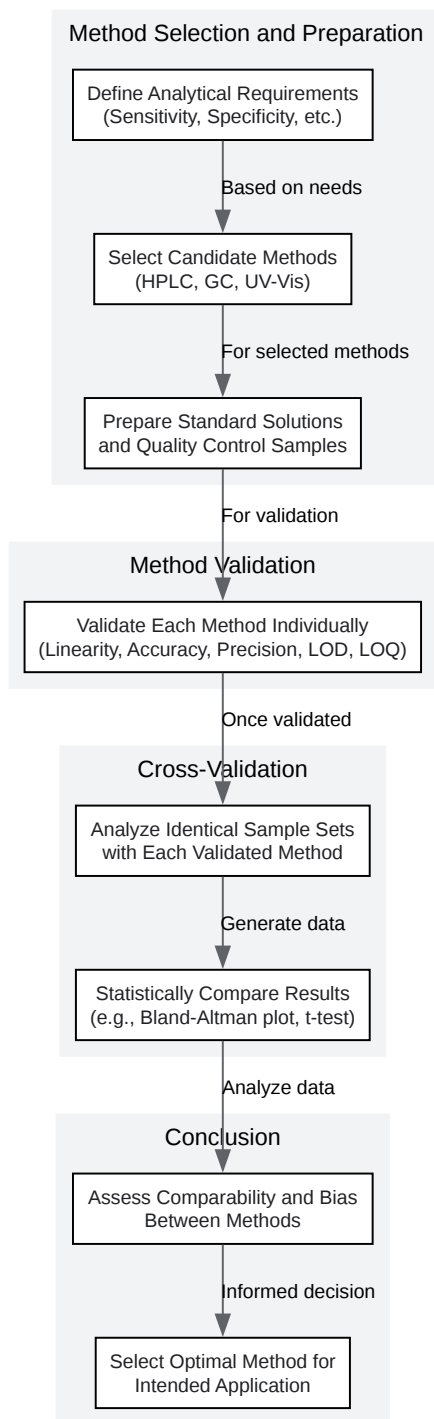 Method Selection and Preparation
Define Analytical Requirements
(Sensitivity, Specificity, etc.)
Based on needs
Select Candidate Methods
(HPLC, GC, UV-Vis)
For selected methods
Prepare Standard Solutions
and Quality Control Samples
For validation
Method Validation
Validate Each Method Individually
(Linearity, Accuracy, Precision, LOD, LOQ)
Once validated
Cross-Validation
Analyze Identical Sample Sets
with Each Validated Method
Generate data
Statistically Compare Results
(e.g., Bland-Altman plot, t-test)
Analyze data
Conclusion
Assess Comparability and Bias
Between Methods
Informed decision
Select Optimal Method for
Intended Application